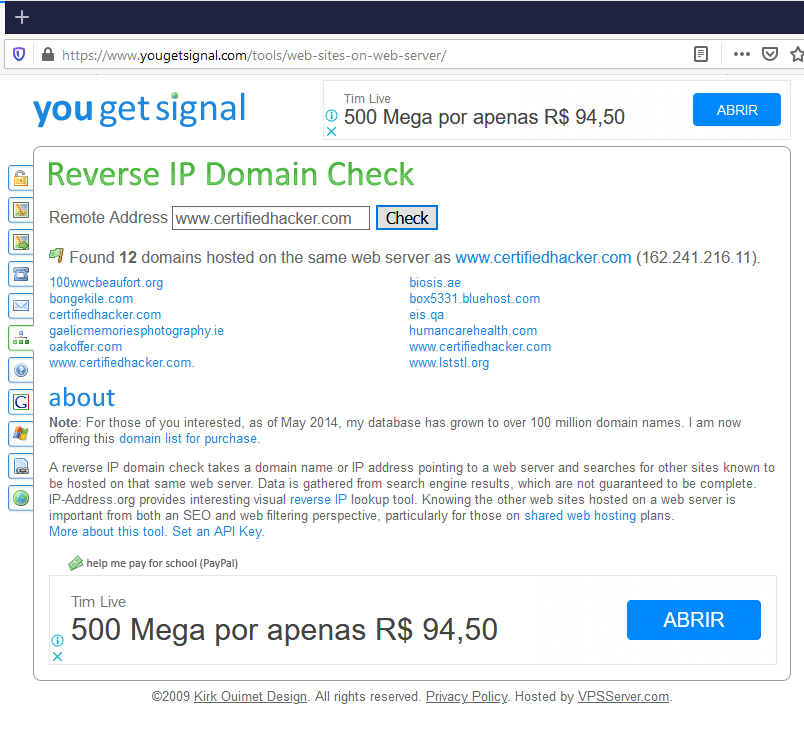 https://www.yougetsignal.com/tools/web-sites-on-web-server/
you get signal
Tim Live
500 Mega por apenas R$ 94,50
ABRIR
Reverse IP Domain Check
Remote Address www.certifiedhacker.com Check
Found 12 domains hosted on the same web server as www.certifiedhacker.com (162.241.216.11).
100wwcbeaufort.org
bongekile.com
certifiedhacker.com
gaelicmemoriesphotography.ie
oakoffer.com
www.certifiedhacker.com.
biosis.ae
box5331.bluehost.com
eis.qa
humancarehealth.com
www.certifiedhacker.com
www.lststl.org
about
Note: For those of you interested, as of May 2014, my database has grown to over 100 million domain names. I am now
offering this domain list for purchase.
A reverse IP domain check takes a domain name or IP address pointing to a web server and searches for other sites known to
be hosted on that same web server. Data is gathered from search engine results, which are not guaranteed to be complete.
IP-Address.org provides interesting visual reverse IP lookup tool. Knowing the other web sites hosted on a web server is
important from both an SEO and web filtering perspective, particularly for those on shared web hosting plans.
More about this tool. Set an API Key.
help me pay for school (PayPal)
Tim Live
500 Mega por apenas R$ 94,50
ABRIR
©2009 Kirk Ouimet Design. All rights reserved. Privacy Policy. Hosted by VPSServer.com.